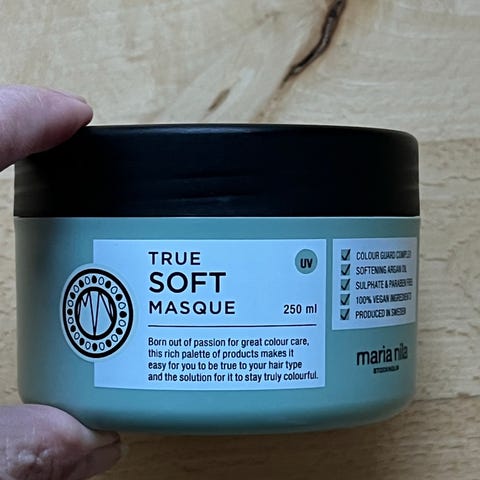 TRUE
SOFT
MASQUE
UV
250 ml
Born out of passion for great colour care,
this rich palette of products makes it
easy for you to be true to your hair type
and the solution for it to stay truly colourful.
COLOUR GUARD COMPLEX
SOFTENING ARGAN OIL
SULPHATE & PARABEN FREE
100% VEGAN INGREDIENTS
PRODUCED IN SWEDEN
maria nila
STOCKHOLM